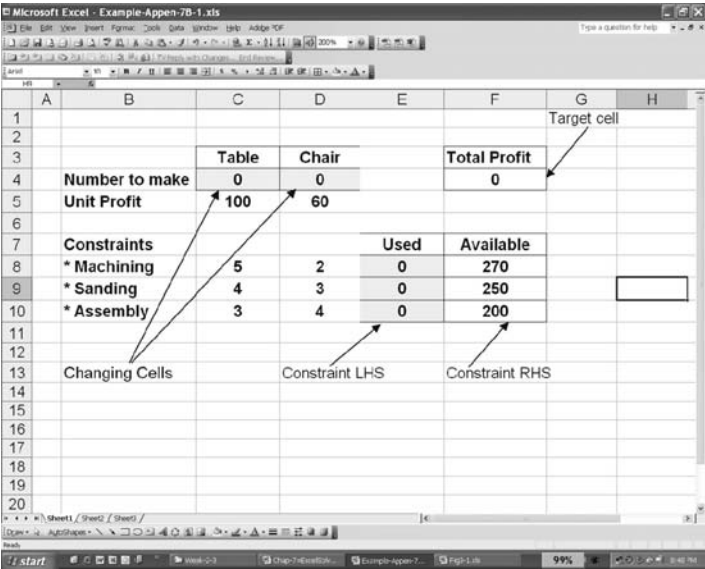 Microsoft Excel - Example-Appen-7B-1.xls
File Edit View Insert Format Tools Data Window Help Adobe PDF
Type a question for help
200%
Arial 10
H9
A B C D E F G H
1 Target cell
2
3 Table Chair Total Profit
4 Number to make 0 0 0
5 Unit Profit 100 60
6
7 Constraints Used Available
8 * Machining 5 2 0 270
9 * Sanding 4 3 0 250
10 * Assembly 3 4 0 200
11
12
13 Changing Cells Constraint LHS Constraint RHS
14
15
16
17
18
19
20
Sheet1 / Sheet2 / Sheet3 /
Draw AutoShapes
Ready
start 99%